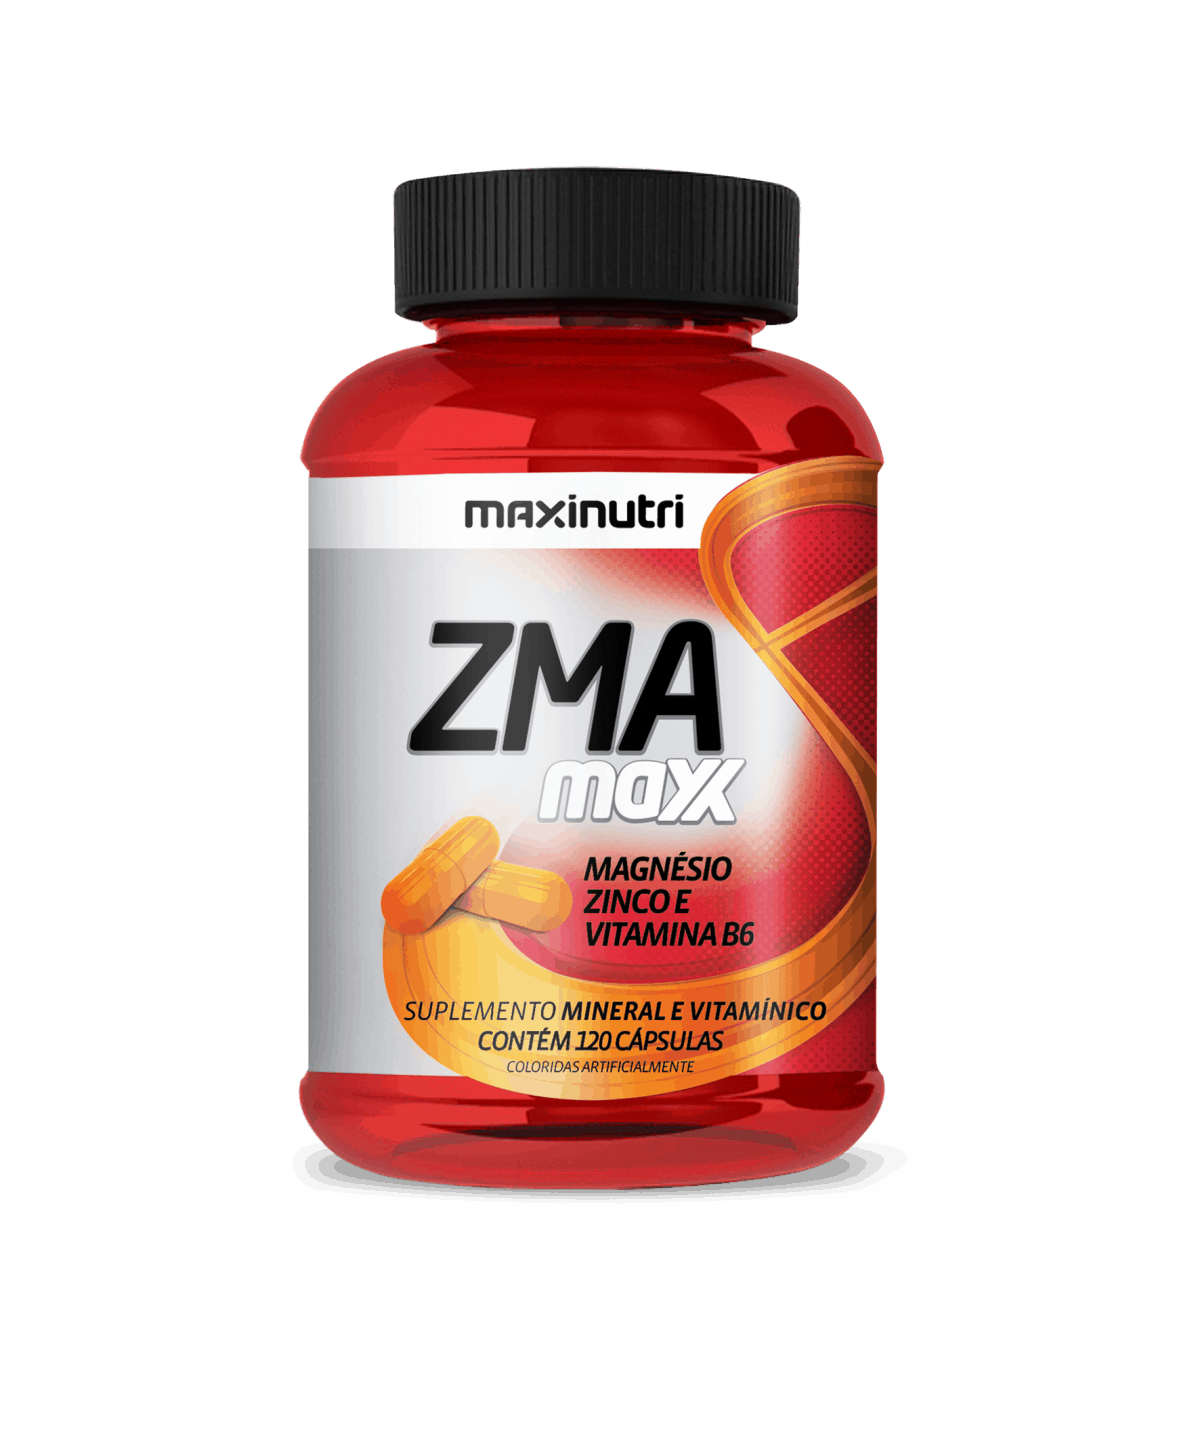 maxinutri
ZMA
maxx
MAGNÉSIO
ZINCO E
VITAMINA B6
SUPLEMENTO MINERAL E VITAMÍNICO
CONTÉM 120 CÁPSULAS
COLORIDAS ARTIFICIALMENTE